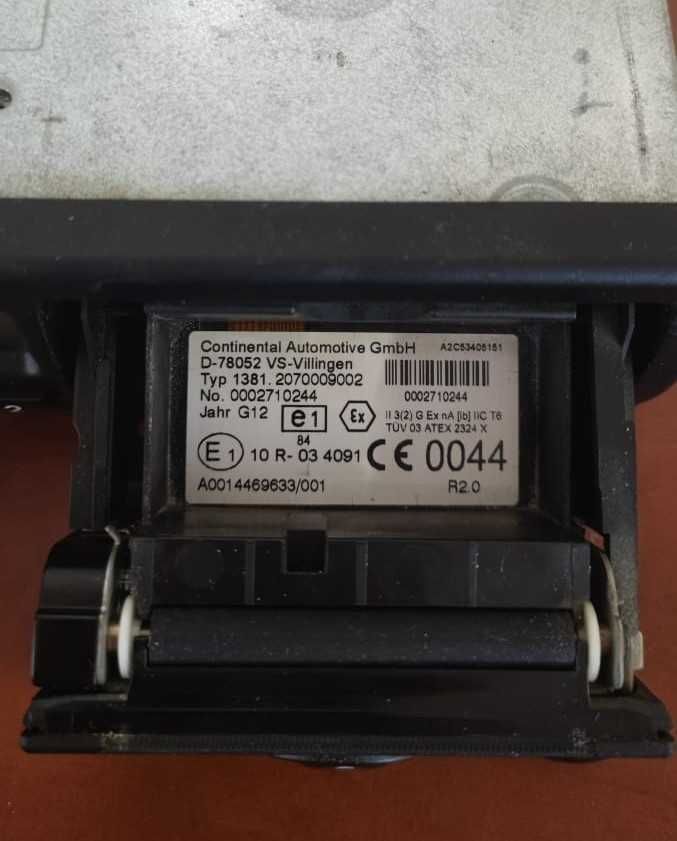 Continental Automotive GmbH A2C53405151
D-78052 VS-Villingen
Typ 1381.2070009002
No. 0002710244 0002710244
Jahr G12 e1 Ex II 3(2) G Ex nA [ib] IIC T6
84 TÜV 03 ATEX 2324 X
E1 10 R- 03 4091 CE 0044
A0014469633/001 R2.0